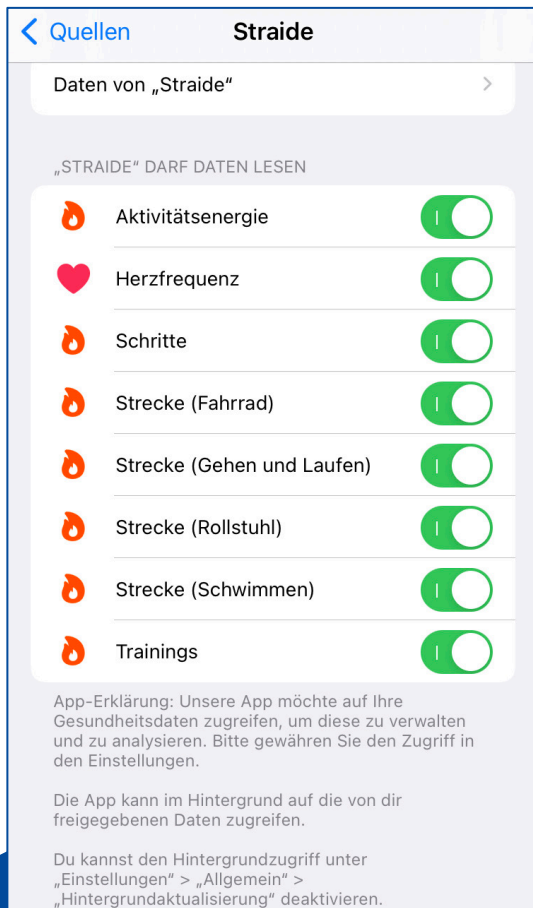 Quellen
Straide
Daten von „Straide“
„STRAIDE“ DARF DATEN LESEN
Aktivitätsenergie
Herzfrequenz
Schritte
Strecke (Fahrrad)
Strecke (Gehen und Laufen)
Strecke (Rollstuhl)
Strecke (Schwimmen)
Trainings
App-Erklärung: Unsere App möchte auf Ihre
Gesundheitsdaten zugreifen, um diese zu verwalten
und zu analysieren. Bitte gewähren Sie den Zugriff in
den Einstellungen.
Die App kann im Hintergrund auf die von dir
freigegebenen Daten zugreifen.
Du kannst den Hintergrundzugriff unter
„Einstellungen“ > „Allgemein“ >
„Hintergrundaktualisierung“ deaktivieren.